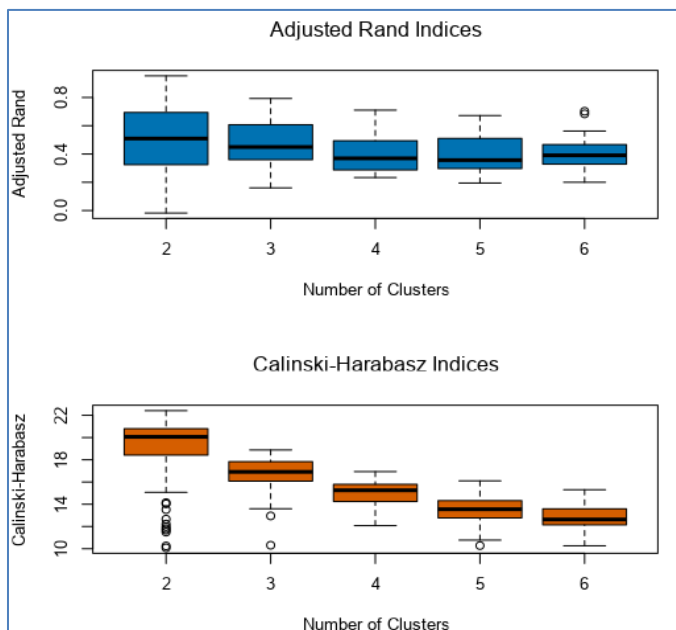 Adjusted Rand Indices
Adjusted Rand
0.8
0.4
0.0
2 3 4 5 6
Number of Clusters
Calinski-Harabasz Indices
Calinski-Harabasz
22
18
14
10
2 3 4 5 6
Number of Clusters